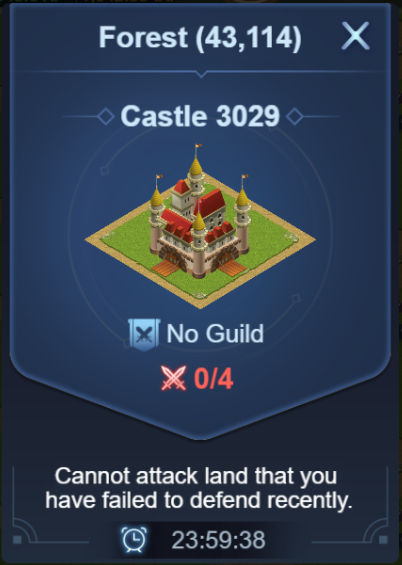 Forest (43,114)
Castle 3029
No Guild
0/4
Cannot attack land that you
have failed to defend recently.
23:59:38